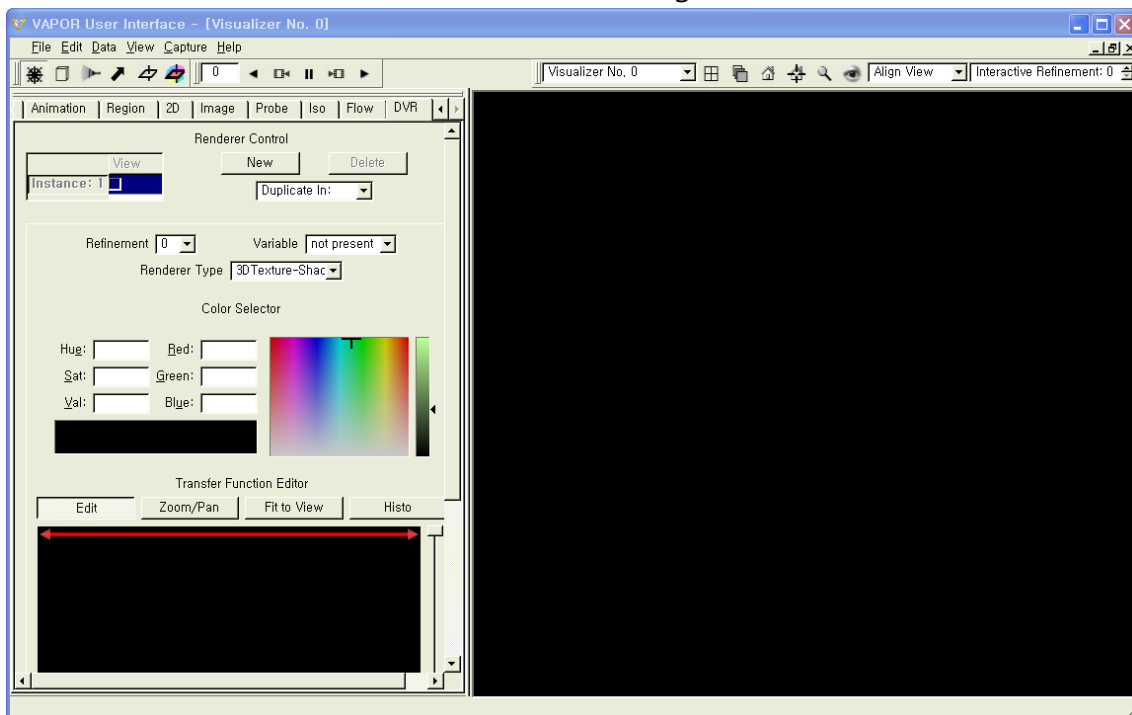 VAPOR User Interface - [Visualizer No. 0]
File Edit Data View Capture Help
0 Visualizer No. 0 Align View Interactive Refinement: 0
Animation Region 2D Image Probe Iso Flow DVR
Renderer Control
View New Delete
Instance: 1 Duplicate In:
Refinement 0 Variable not present
Renderer Type 3DTexture-Shac
Color Selector
Hue: Red:
Sat: Green:
Val: Blue:
Transfer Function Editor
Edit Zoom/Pan Fit to View Histo